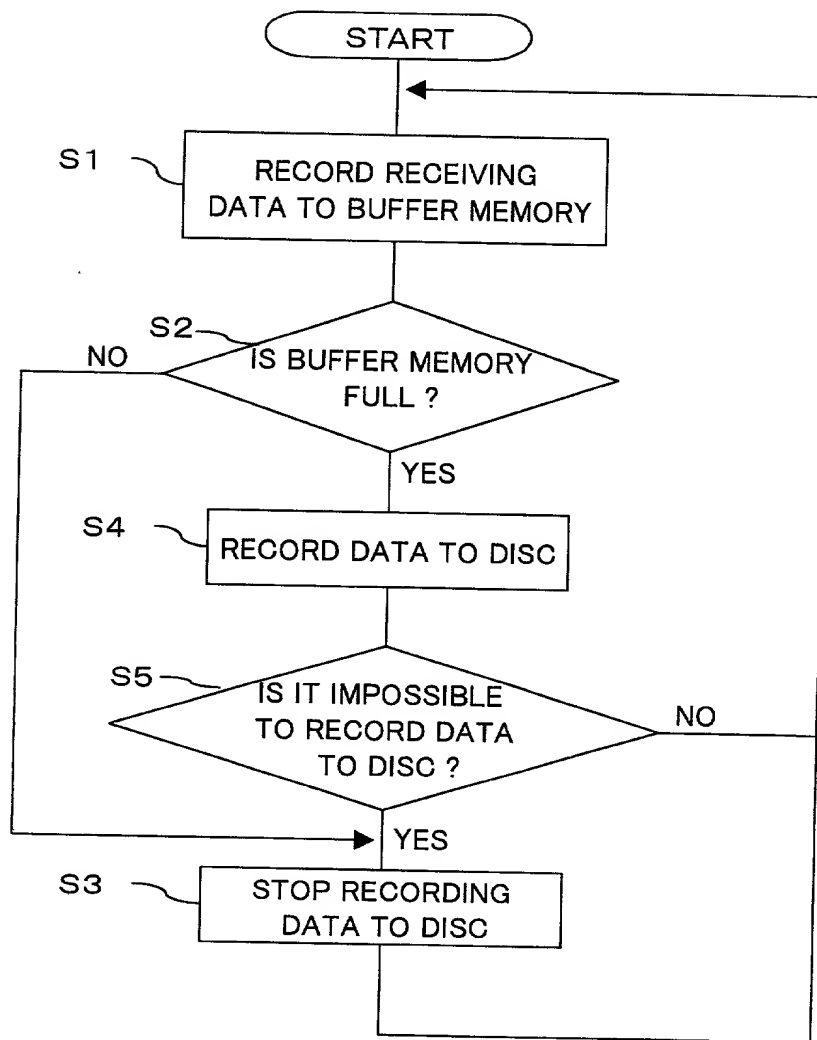 START
S1
RECORD RECEIVING
DATA TO BUFFER MEMORY
S2
NO
IS BUFFER MEMORY
FULL ?
YES
S4
RECORD DATA TO DISC
S5
IS IT IMPOSSIBLE
TO RECORD DATA
TO DISC ?
NO
YES
S3
STOP RECORDING
DATA TO DISC